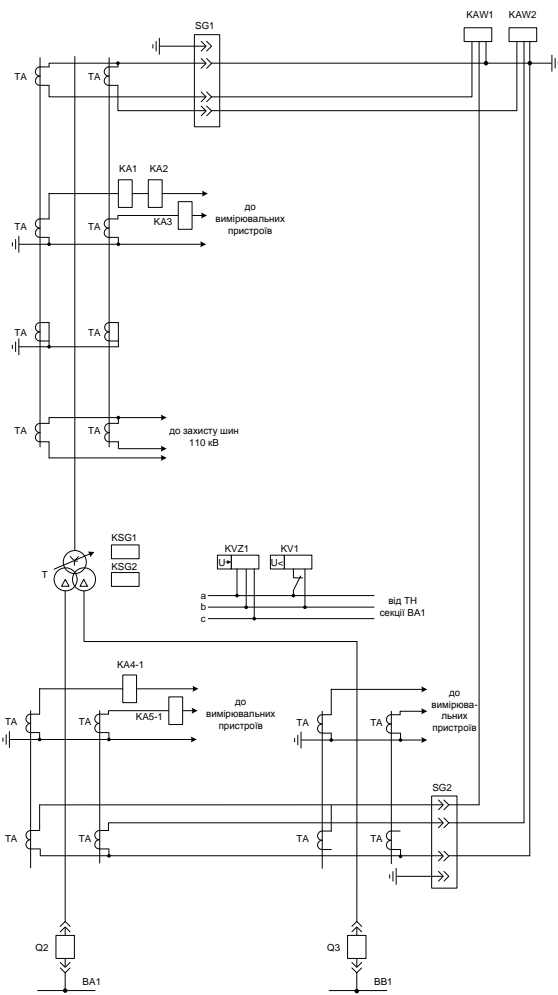 SG1
KAW1 KAW2
TA TA
KA1 KA2
KA3
до
вимірювальних
пристроїв
TA TA
TA TA
TA TA
до захисту шин
110 кВ
KSG1
KSG2
T
KVZ1 KV1
U U<
a
b
c
від ТН
секції ВА1
KA4-1
KA5-1
до
вимірювальних
пристроїв
TA TA
TA TA
до
вимірюва-
льних
пристроїв
SG2
TA TA
TA TA
Q2
Q3
BA1
BB1